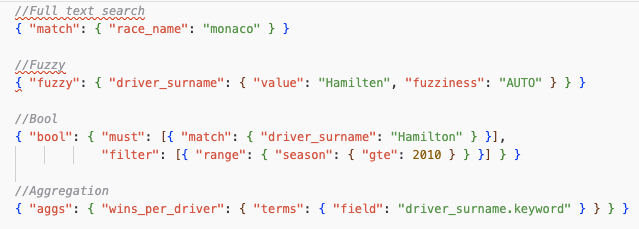 //Full text search
{ "match": { "race_name": "monaco" } }
//Fuzzy
{ "fuzzy": { "driver_surname": { "value": "Hamilten", "fuzziness": "AUTO" } } }
//Bool
{ "bool": { "must": [{ "match": { "driver_surname": "Hamilton" } }],
"filter": [{ "range": { "season": { "gte": 2010 } } }] } }
//Aggregation
{ "aggs": { "wins_per_driver": { "terms": { "field": "driver_surname.keyword" } } } }